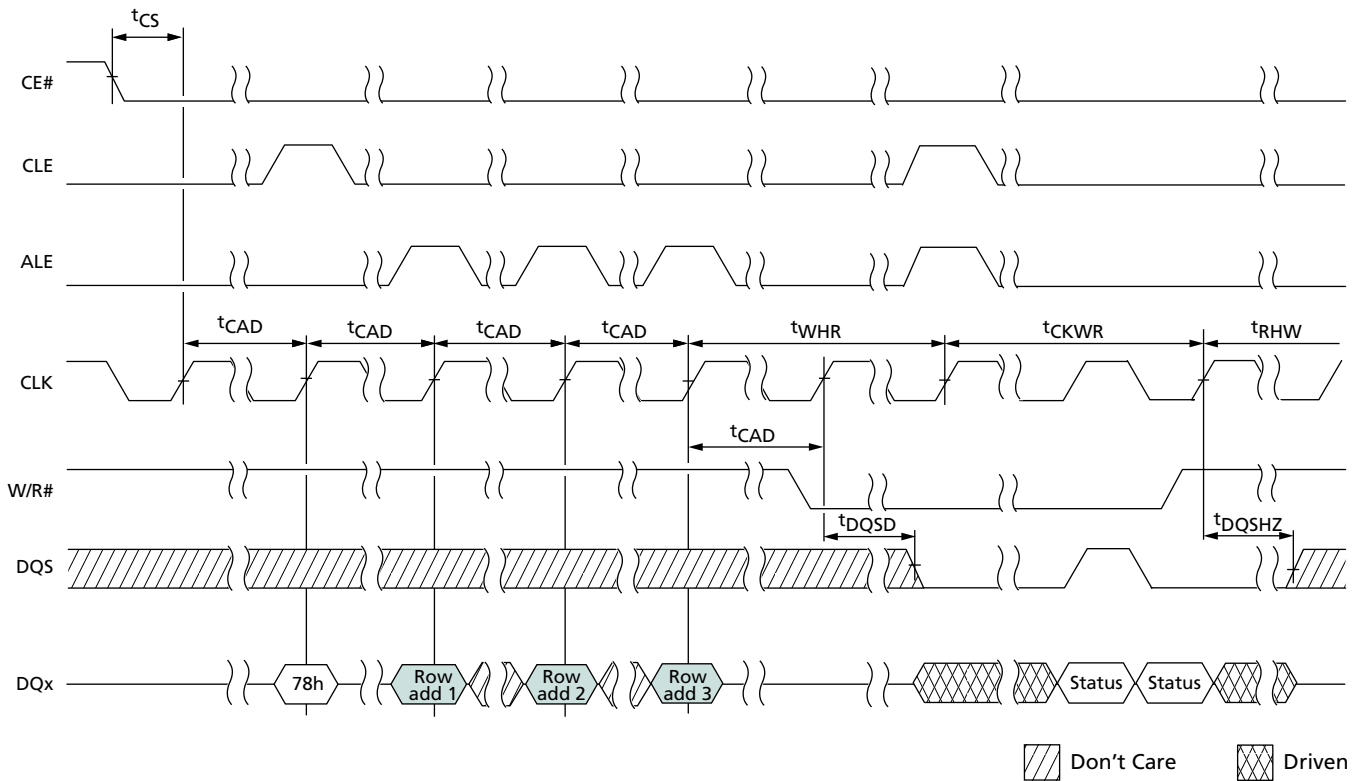 tCS
CE#
CLE
ALE
tCAD tCAD tCAD tCAD tWHR tCKWR tRHW
CLK
tCAD
W/R#
tDQSD tDQSHZ
DQS
DQx
78h
Row add 1
Row add 2
Row add 3
Status Status
Don't Care Driven